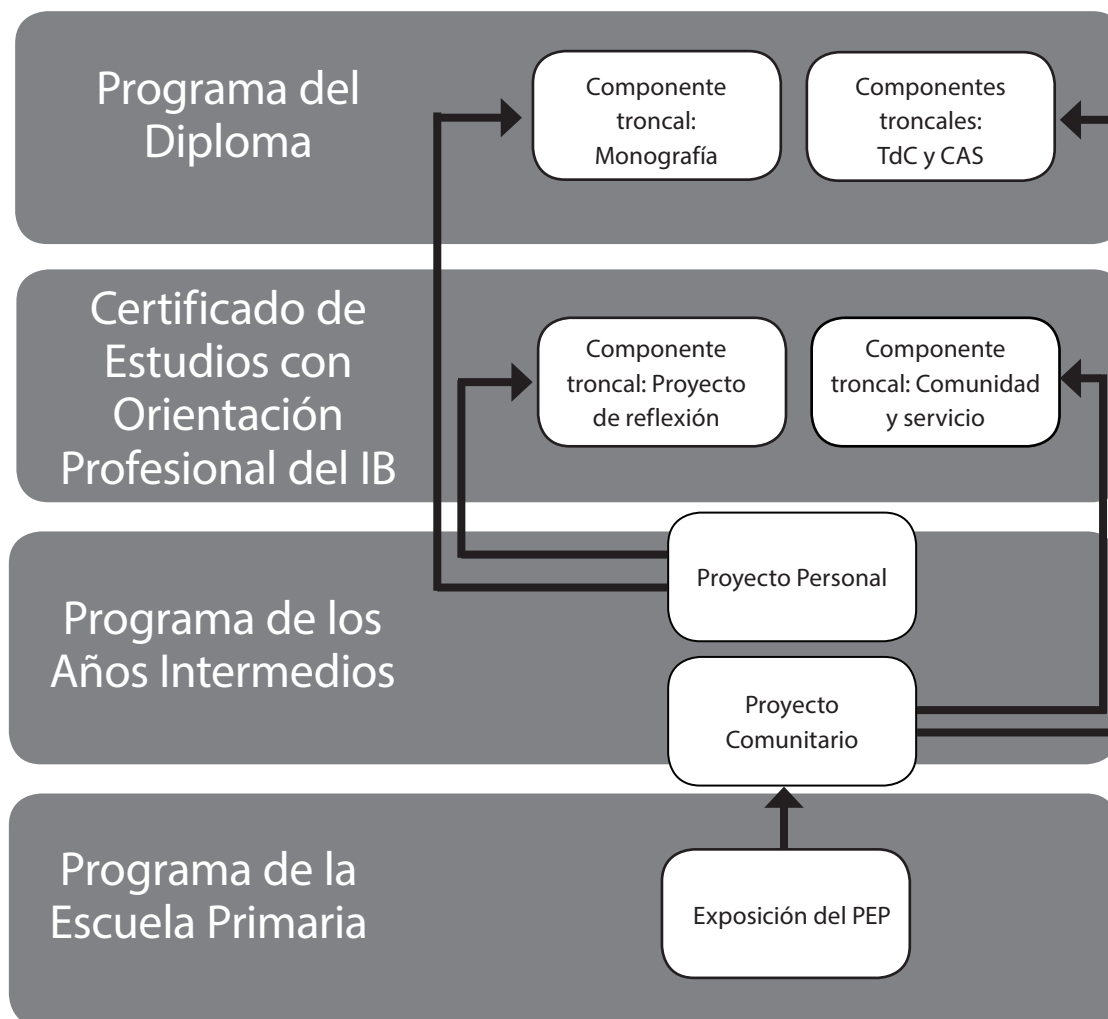 Programa del
Diploma
Componente
troncal:
Monografía
Componentes
troncales:
TdC y CAS
Certificado de
Estudios con
Orientación
Profesional del IB
Componente
troncal: Proyecto
de reflexión
Componente
troncal: Comunidad
y servicio
Programa de los
Años Intermedios
Proyecto Personal
Proyecto
Comunitario
Programa de la
Escuela Primaria
Exposición del PEP